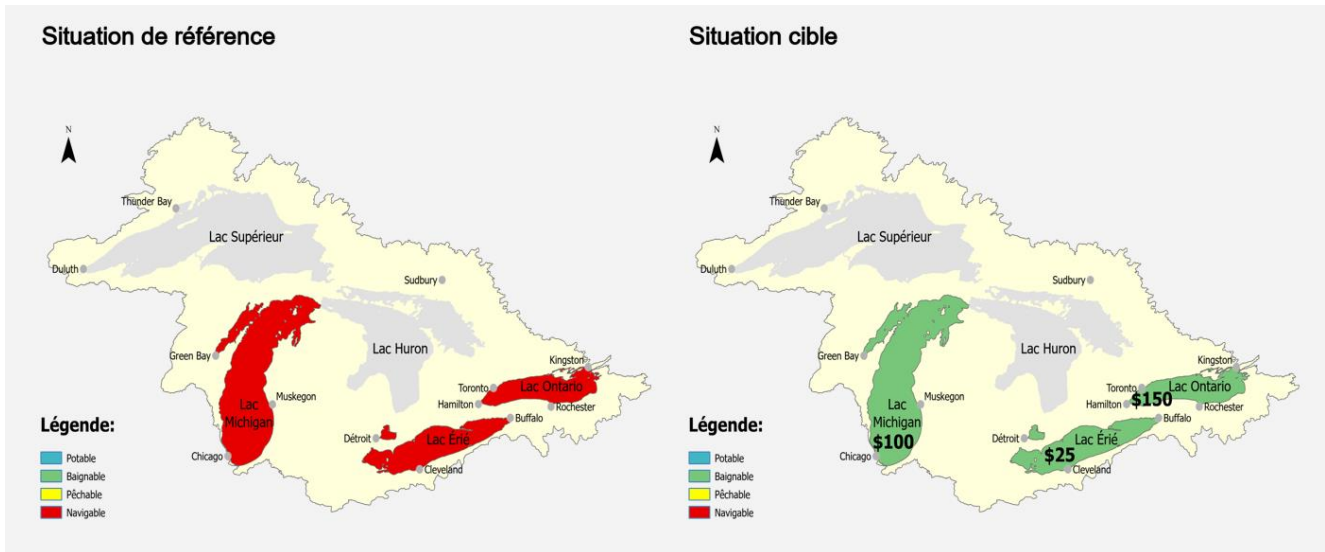 Situation de référence
N
Thunder Bay
Lac Supérieur
Duluth
Sudbury
Green Bay
Lac Huron
Kingston
Toronto
Lac Ontario
Hamilton
Rochester
Muskegon
Lac
Michigan
Buffalo
Détroit
Lac Érié
Chicago
Cleveland
Légende:
Potable
Baignable
Pêchable
Navigable
Situation cible
N
Thunder Bay
Lac Supérieur
Duluth
Sudbury
Green Bay
Lac Huron
Kingston
Toronto
Lac Ontario
$150
Hamilton
Rochester
Muskegon
Lac
Michigan
$100
Buffalo
Détroit
Lac Érié
$25
Chicago
Cleveland
Légende:
Potable
Baignable
Pêchable
Navigable